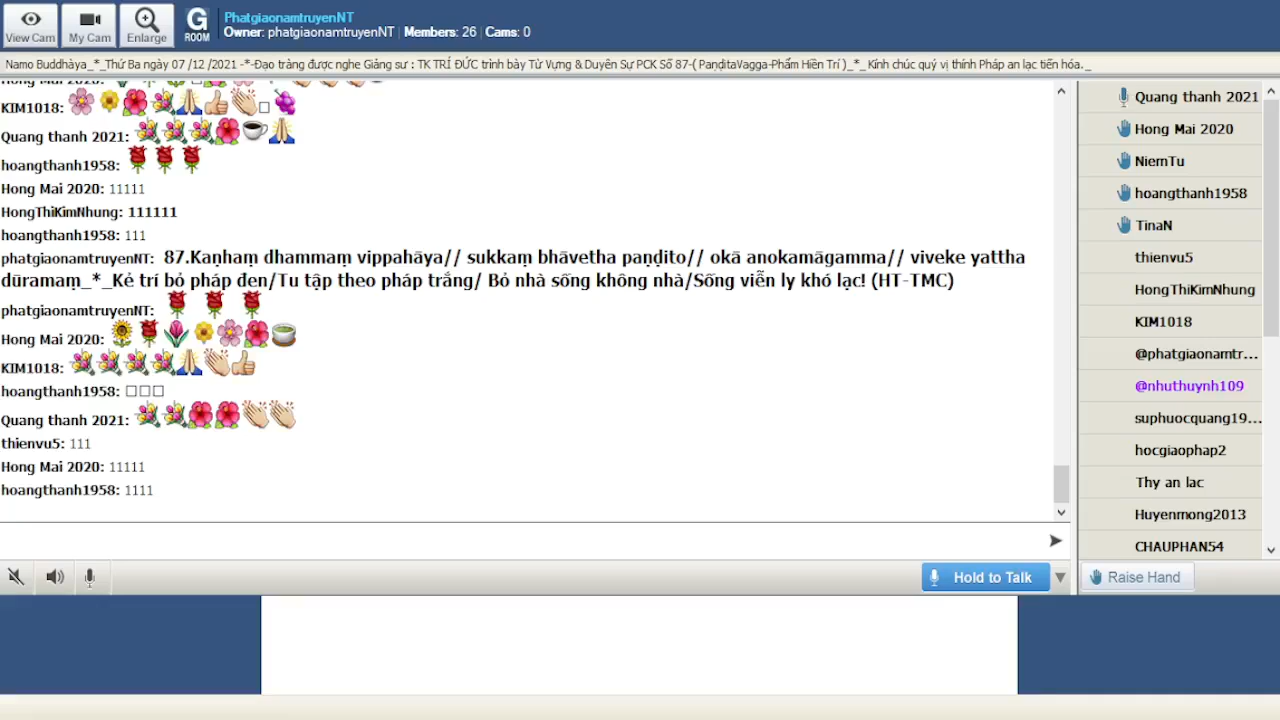 View Cam
My Cam
Enlarge
G
ROOM
PhatgiaonamtruyenNT
Owner: phatgiaonamtruyenNT | Members: 26 | Cams: 0
Namo Buddhàya_*_Thứ Ba ngày 07 /12 /2021 -*-Đạo tràng được nghe Giảng sư : TK TRÍ ĐỨC trình bày Từ Vựng & Duyên Sự PCK Số 87-( PaṇḍitaVagga-Phẩm Hiền Trí )_*_ Kính chúc quý vị thính Pháp an lạc tiến hóa._
KIM1018:
Quang thanh 2021:
hoangthanh1958:
Hong Mai 2020: 11111
HongThiKimNhung: 111111
hoangthanh1958: 111
phatgiaonamtruyenNT: 87.Kaṇhaṃ dhammaṃ vippahāya// sukkaṃ bhāvetha paṇḍito// okā anokamāgamma// viveke yattha
dūramaṃ_*_Kẻ trí bỏ pháp đen/Tu tập theo pháp trắng/ Bỏ nhà sống không nhà/Sống viễn ly khó lạc! (HT-TMC)
phatgiaonamtruyenNT:
Hong Mai 2020:
KIM1018:
hoangthanh1958:
Quang thanh 2021:
thienvu5: 111
Hong Mai 2020: 11111
hoangthanh1958: 1111
Hold to Talk
Quang thanh 2021
Hong Mai 2020
NiemTu
hoangthanh1958
TinaN
thienvu5
HongThiKimNhung
KIM1018
@phatgiaonamtr...
@nhuthuynh109
suphuocquang19...
hocgiaophap2
Thy an lac
Huyenmong2013
CHAUPHAN54
Raise Hand